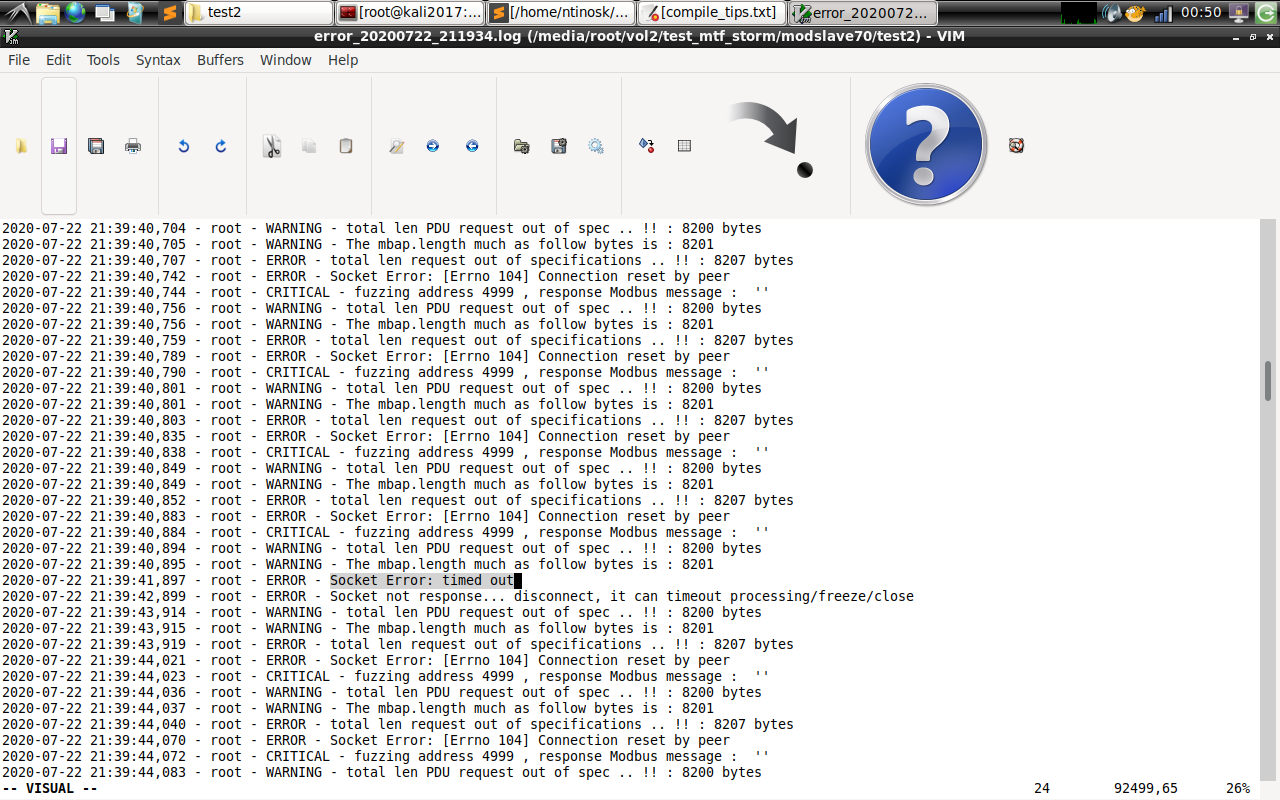 test2 [root@kali2017:... [/home/ntinosk/... [compile_tips.txt] error_2020072... 00:50
error_20200722_211934.log (/media/root/vol2/test_mtf_storm/modslave70/test2) - VIM
File Edit Tools Syntax Buffers Window Help
2020-07-22 21:39:40,704 - root - WARNING - total len PDU request out of spec .. !! : 8200 bytes
2020-07-22 21:39:40,705 - root - WARNING - The mbap.length much as follow bytes is : 8201
2020-07-22 21:39:40,707 - root - ERROR - total len request out of specifications .. !! : 8207 bytes
2020-07-22 21:39:40,742 - root - ERROR - Socket Error: [Errno 104] Connection reset by peer
2020-07-22 21:39:40,744 - root - CRITICAL - fuzzing address 4999 , response Modbus message :  ''
2020-07-22 21:39:40,756 - root - WARNING - total len PDU request out of spec .. !! : 8200 bytes
2020-07-22 21:39:40,756 - root - WARNING - The mbap.length much as follow bytes is : 8201
2020-07-22 21:39:40,759 - root - ERROR - total len request out of specifications .. !! : 8207 bytes
2020-07-22 21:39:40,789 - root - ERROR - Socket Error: [Errno 104] Connection reset by peer
2020-07-22 21:39:40,790 - root - CRITICAL - fuzzing address 4999 , response Modbus message :  ''
2020-07-22 21:39:40,801 - root - WARNING - total len PDU request out of spec .. !! : 8200 bytes
2020-07-22 21:39:40,801 - root - WARNING - The mbap.length much as follow bytes is : 8201
2020-07-22 21:39:40,803 - root - ERROR - total len request out of specifications .. !! : 8207 bytes
2020-07-22 21:39:40,835 - root - ERROR - Socket Error: [Errno 104] Connection reset by peer
2020-07-22 21:39:40,838 - root - CRITICAL - fuzzing address 4999 , response Modbus message :  ''
2020-07-22 21:39:40,849 - root - WARNING - total len PDU request out of spec .. !! : 8200 bytes
2020-07-22 21:39:40,849 - root - WARNING - The mbap.length much as follow bytes is : 8201
2020-07-22 21:39:40,852 - root - ERROR - total len request out of specifications .. !! : 8207 bytes
2020-07-22 21:39:40,883 - root - ERROR - Socket Error: [Errno 104] Connection reset by peer
2020-07-22 21:39:40,884 - root - CRITICAL - fuzzing address 4999 , response Modbus message :  ''
2020-07-22 21:39:40,894 - root - WARNING - total len PDU request out of spec .. !! : 8200 bytes
2020-07-22 21:39:40,895 - root - WARNING - The mbap.length much as follow bytes is : 8201
2020-07-22 21:39:41,897 - root - ERROR - Socket Error: timed out
2020-07-22 21:39:42,899 - root - ERROR - Socket not response... disconnect, it can timeout processing/freeze/close
2020-07-22 21:39:43,914 - root - WARNING - total len PDU request out of spec .. !! : 8200 bytes
2020-07-22 21:39:43,915 - root - WARNING - The mbap.length much as follow bytes is : 8201
2020-07-22 21:39:43,919 - root - ERROR - total len request out of specifications .. !! : 8207 bytes
2020-07-22 21:39:44,021 - root - ERROR - Socket Error: [Errno 104] Connection reset by peer
2020-07-22 21:39:44,023 - root - CRITICAL - fuzzing address 4999 , response Modbus message :  ''
2020-07-22 21:39:44,036 - root - WARNING - total len PDU request out of spec .. !! : 8200 bytes
2020-07-22 21:39:44,037 - root - WARNING - The mbap.length much as follow bytes is : 8201
2020-07-22 21:39:44,040 - root - ERROR - total len request out of specifications .. !! : 8207 bytes
2020-07-22 21:39:44,070 - root - ERROR - Socket Error: [Errno 104] Connection reset by peer
2020-07-22 21:39:44,072 - root - CRITICAL - fuzzing address 4999 , response Modbus message :  ''
2020-07-22 21:39:44,083 - root - WARNING - total len PDU request out of spec .. !! : 8200 bytes
-- VISUAL -- 24 92499,65 26%